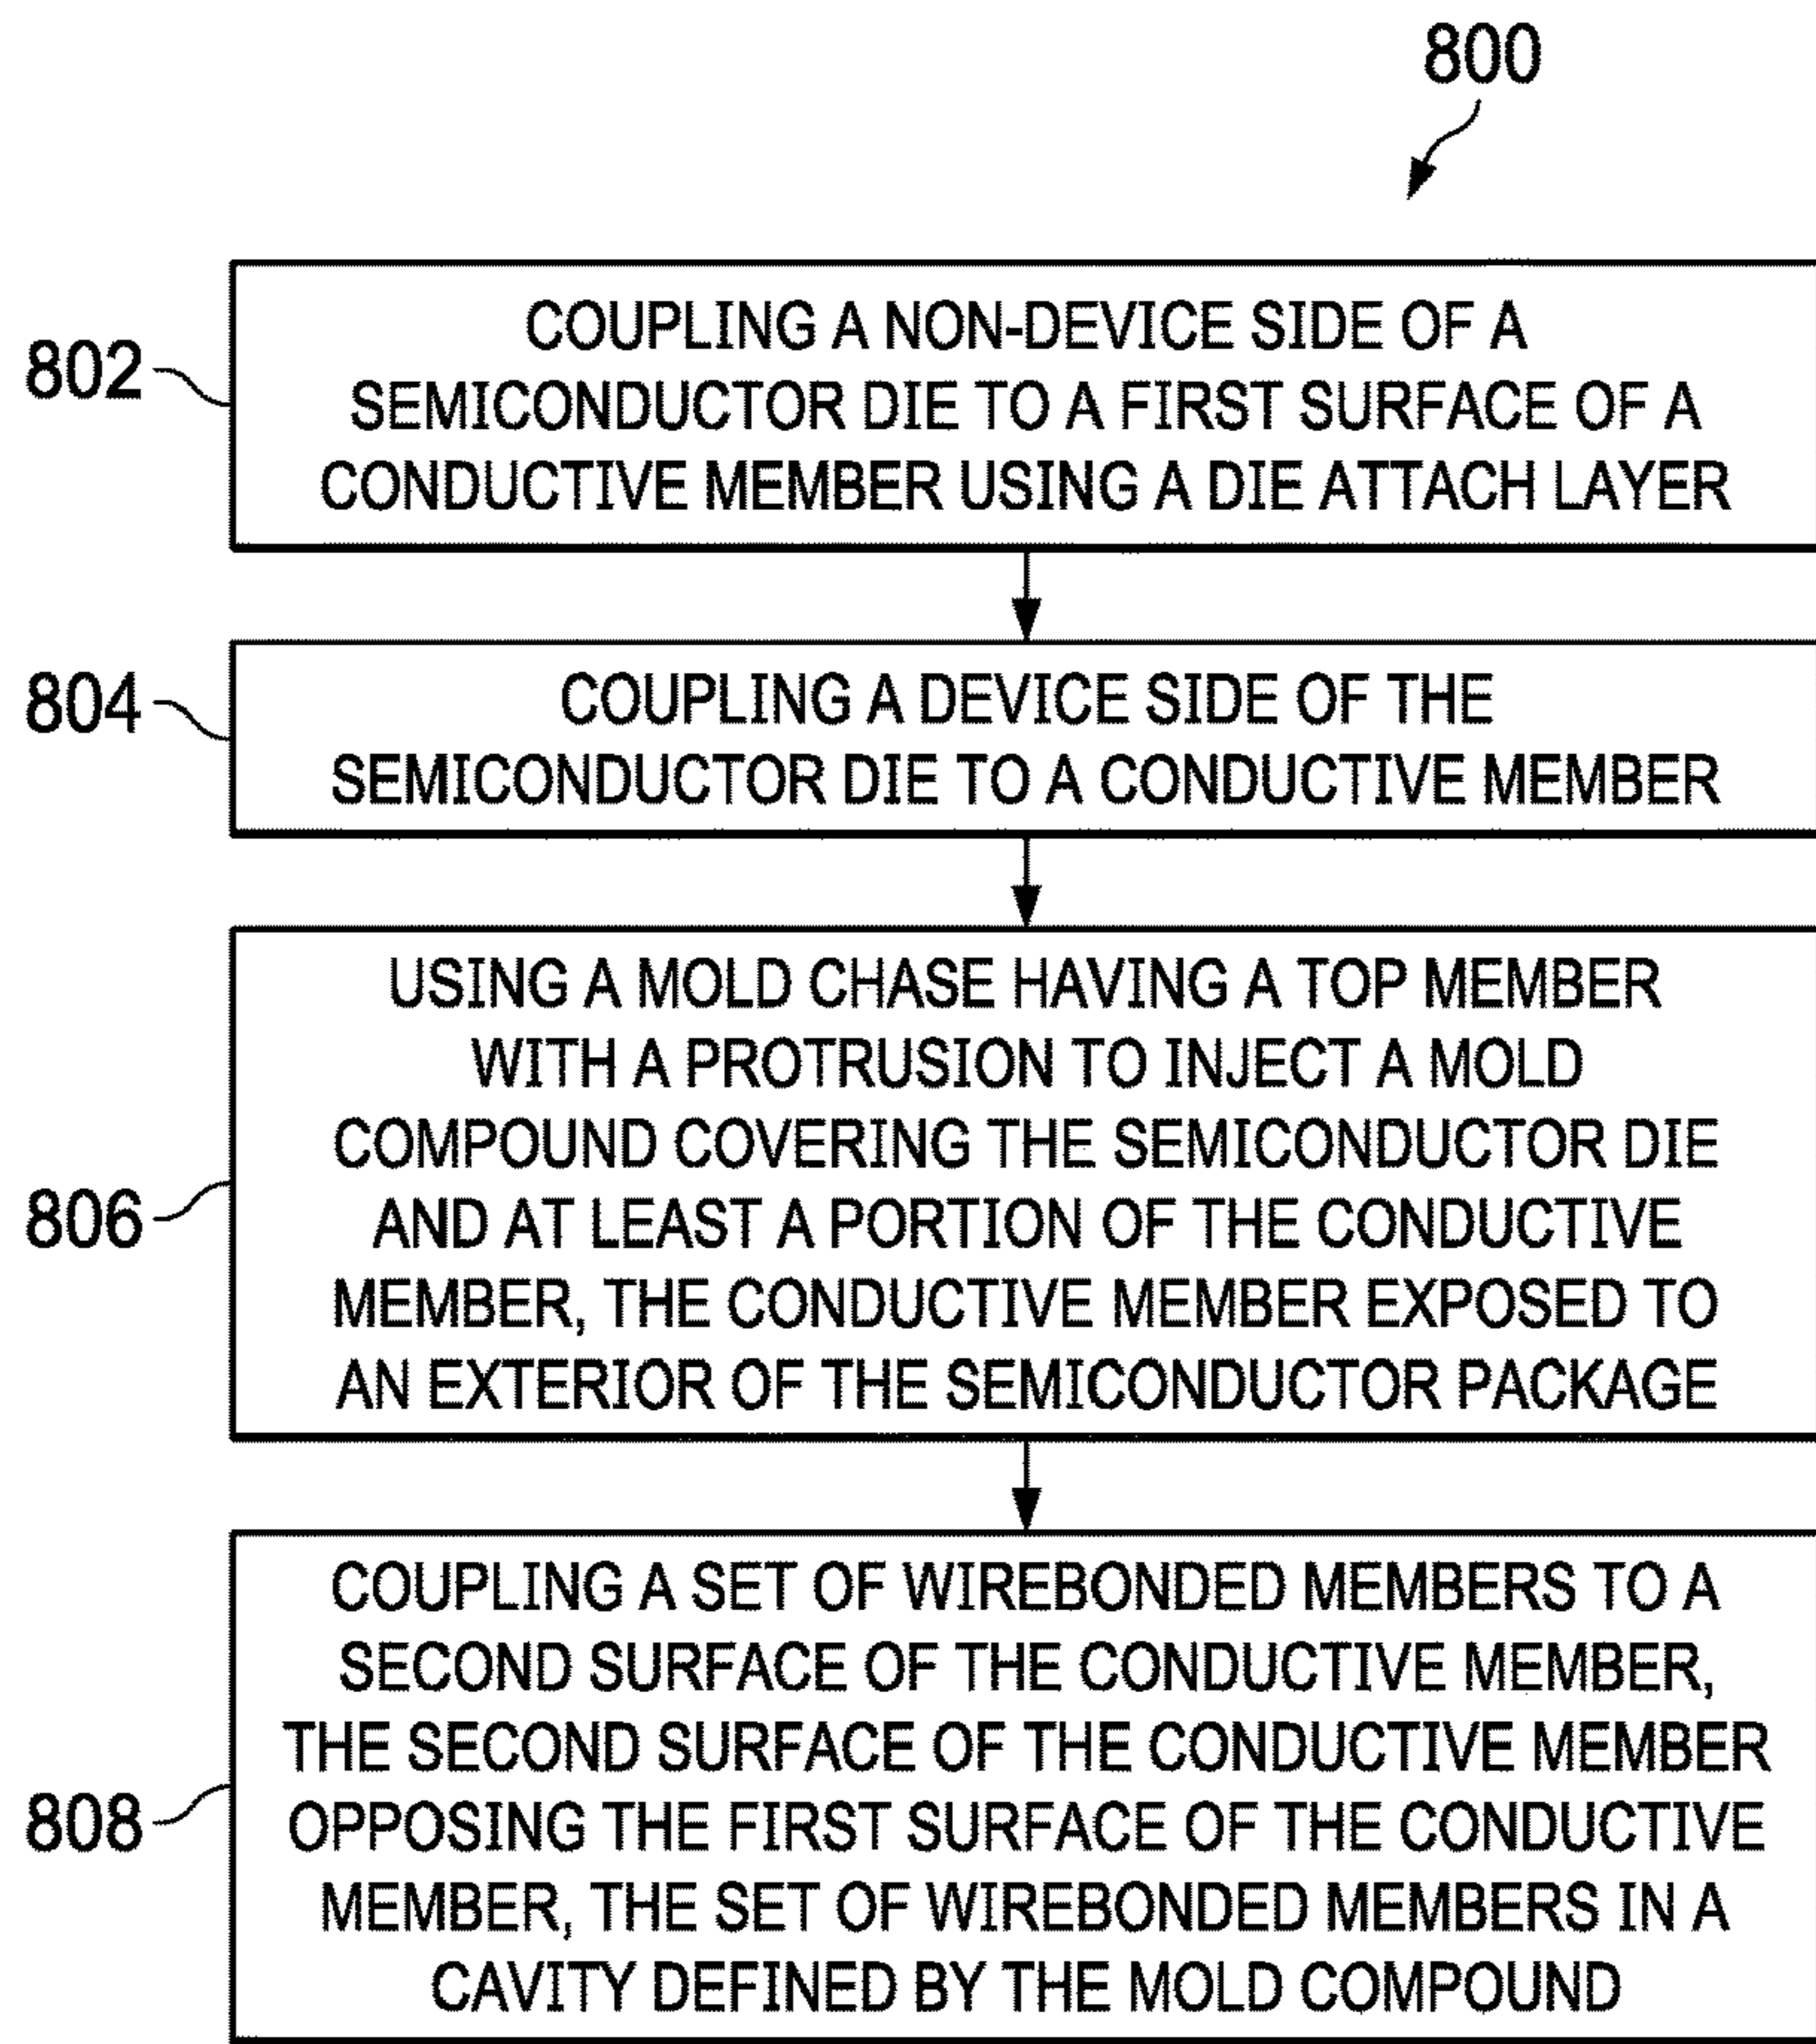 800
802
COUPLING A NON-DEVICE SIDE OF A
SEMICONDUCTOR DIE TO A FIRST SURFACE OF A
CONDUCTIVE MEMBER USING A DIE ATTACH LAYER
804
COUPLING A DEVICE SIDE OF THE
SEMICONDUCTOR DIE TO A CONDUCTIVE MEMBER
806
USING A MOLD CHASE HAVING A TOP MEMBER
WITH A PROTRUSION TO INJECT A MOLD
COMPOUND COVERING THE SEMICONDUCTOR DIE
AND AT LEAST A PORTION OF THE CONDUCTIVE
MEMBER, THE CONDUCTIVE MEMBER EXPOSED TO
AN EXTERIOR OF THE SEMICONDUCTOR PACKAGE
808
COUPLING A SET OF WIREBONDED MEMBERS TO A
SECOND SURFACE OF THE CONDUCTIVE MEMBER,
THE SECOND SURFACE OF THE CONDUCTIVE MEMBER
OPPOSING THE FIRST SURFACE OF THE CONDUCTIVE
MEMBER, THE SET OF WIREBONDED MEMBERS IN A
CAVITY DEFINED BY THE MOLD COMPOUND